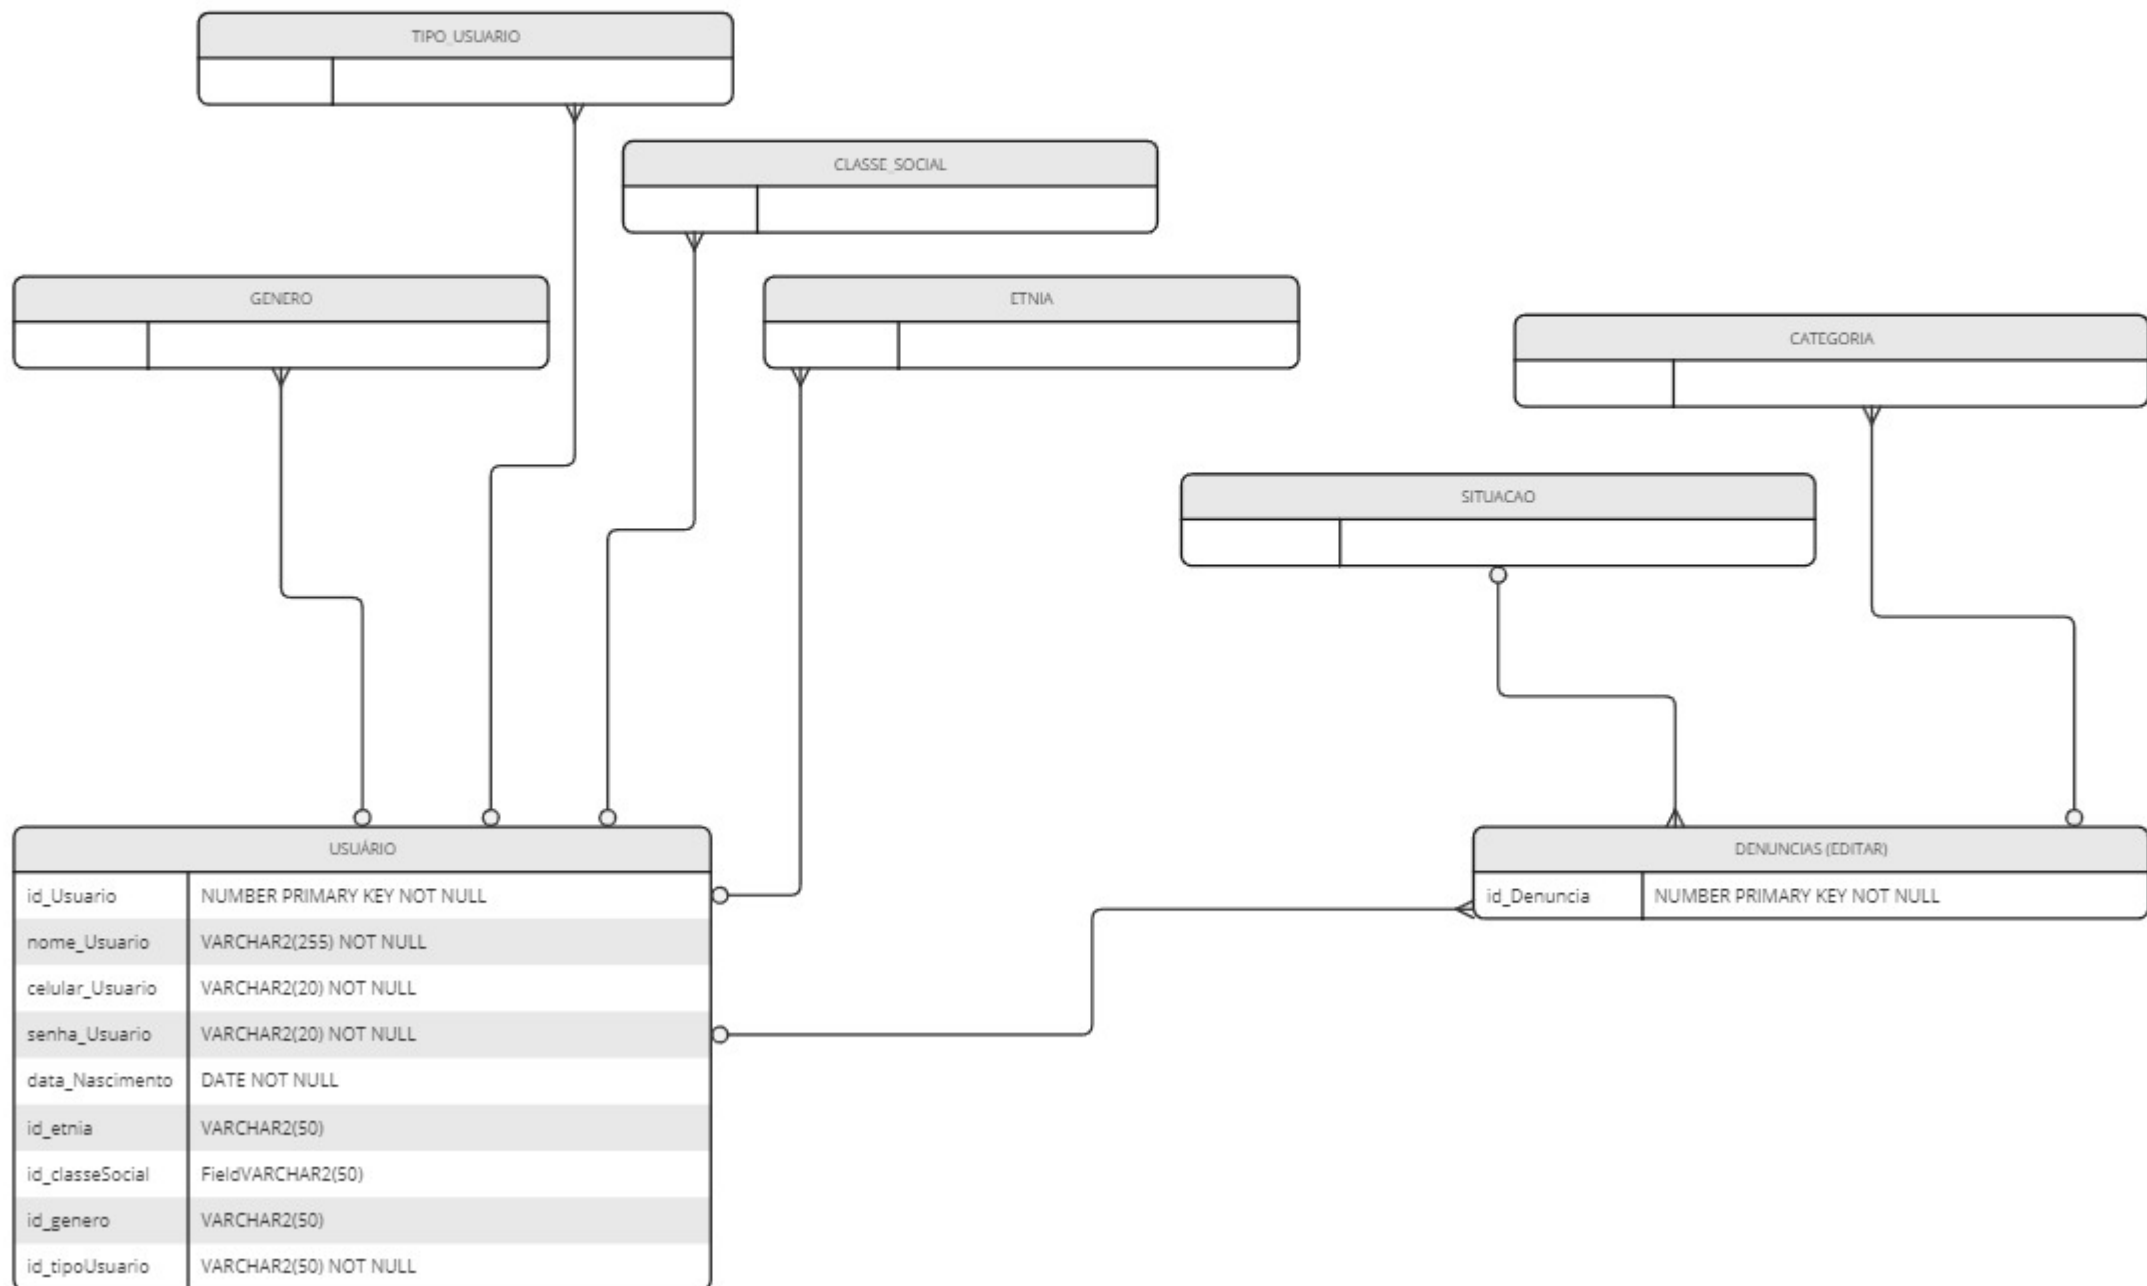 TIPO_USUARIO
CLASSE_SOCIAL
GENERO
ETNIA
CATEGORIA
SITUACAO
USUÁRIO
id_Usuario NUMBER PRIMARY KEY NOT NULL
nome_Usuario VARCHAR2(255) NOT NULL
celular_Usuario VARCHAR2(20) NOT NULL
senha_Usuario VARCHAR2(20) NOT NULL
data_Nascimento DATE NOT NULL
id_etnia VARCHAR2(50)
id_classeSocial FieldVARCHAR2(50)
id_genero VARCHAR2(50)
id_tipoUsuario VARCHAR2(50) NOT NULL
DENUNCIAS (EDITAR)
id_Denuncia NUMBER PRIMARY KEY NOT NULL